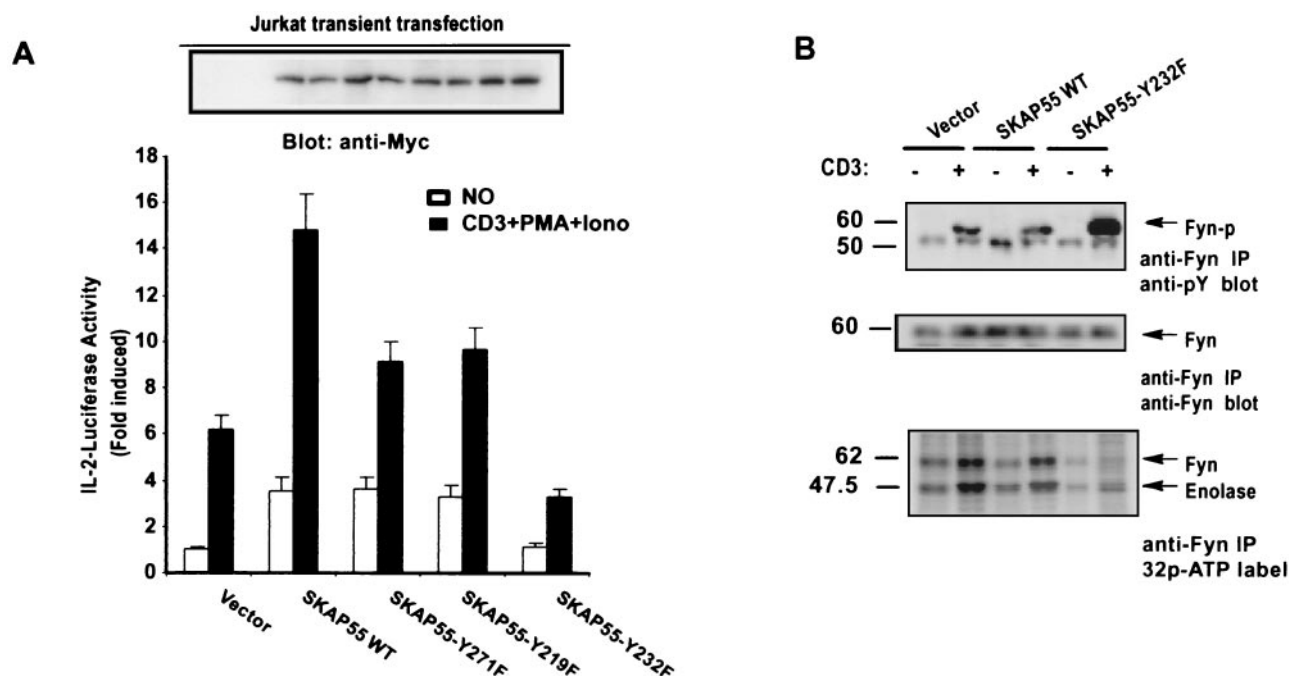 A
Jurkat transient transfection
Blot: anti-Myc
18
16
14
12
10
8
6
4
2
0
IL-2-Luciferase Activity
(Fold induced)
NO
CD3+PMA+Iono
Vector
SKAP55 WT
SKAP55-Y271F
SKAP55-Y219F
SKAP55-Y232F
B
Vector
SKAP55 WT
SKAP55-Y232F
CD3: - + - + - +
60
50
Fyn-p
anti-Fyn IP
anti-pY blot
60
Fyn
anti-Fyn IP
anti-Fyn blot
62
47.5
Fyn
Enolase
anti-Fyn IP
32p-ATP label